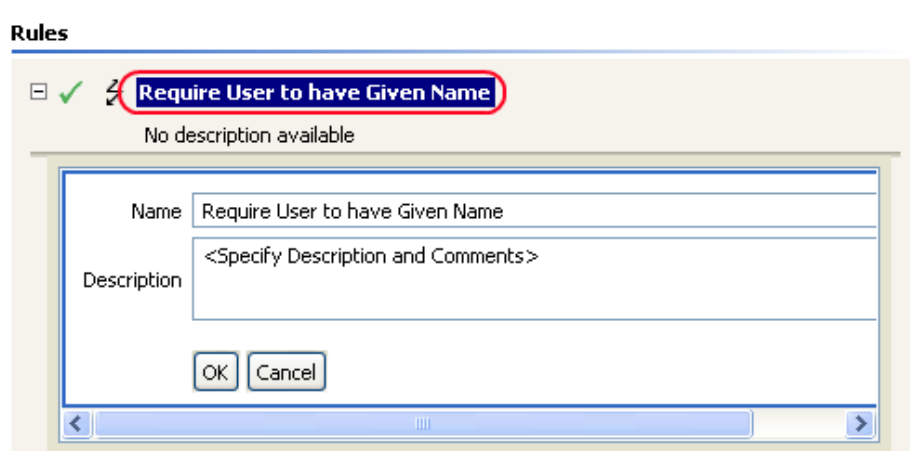 Rules
Require User to have Given Name
No description available
Name Require User to have Given Name
Description <Specify Description and Comments>
OK Cancel